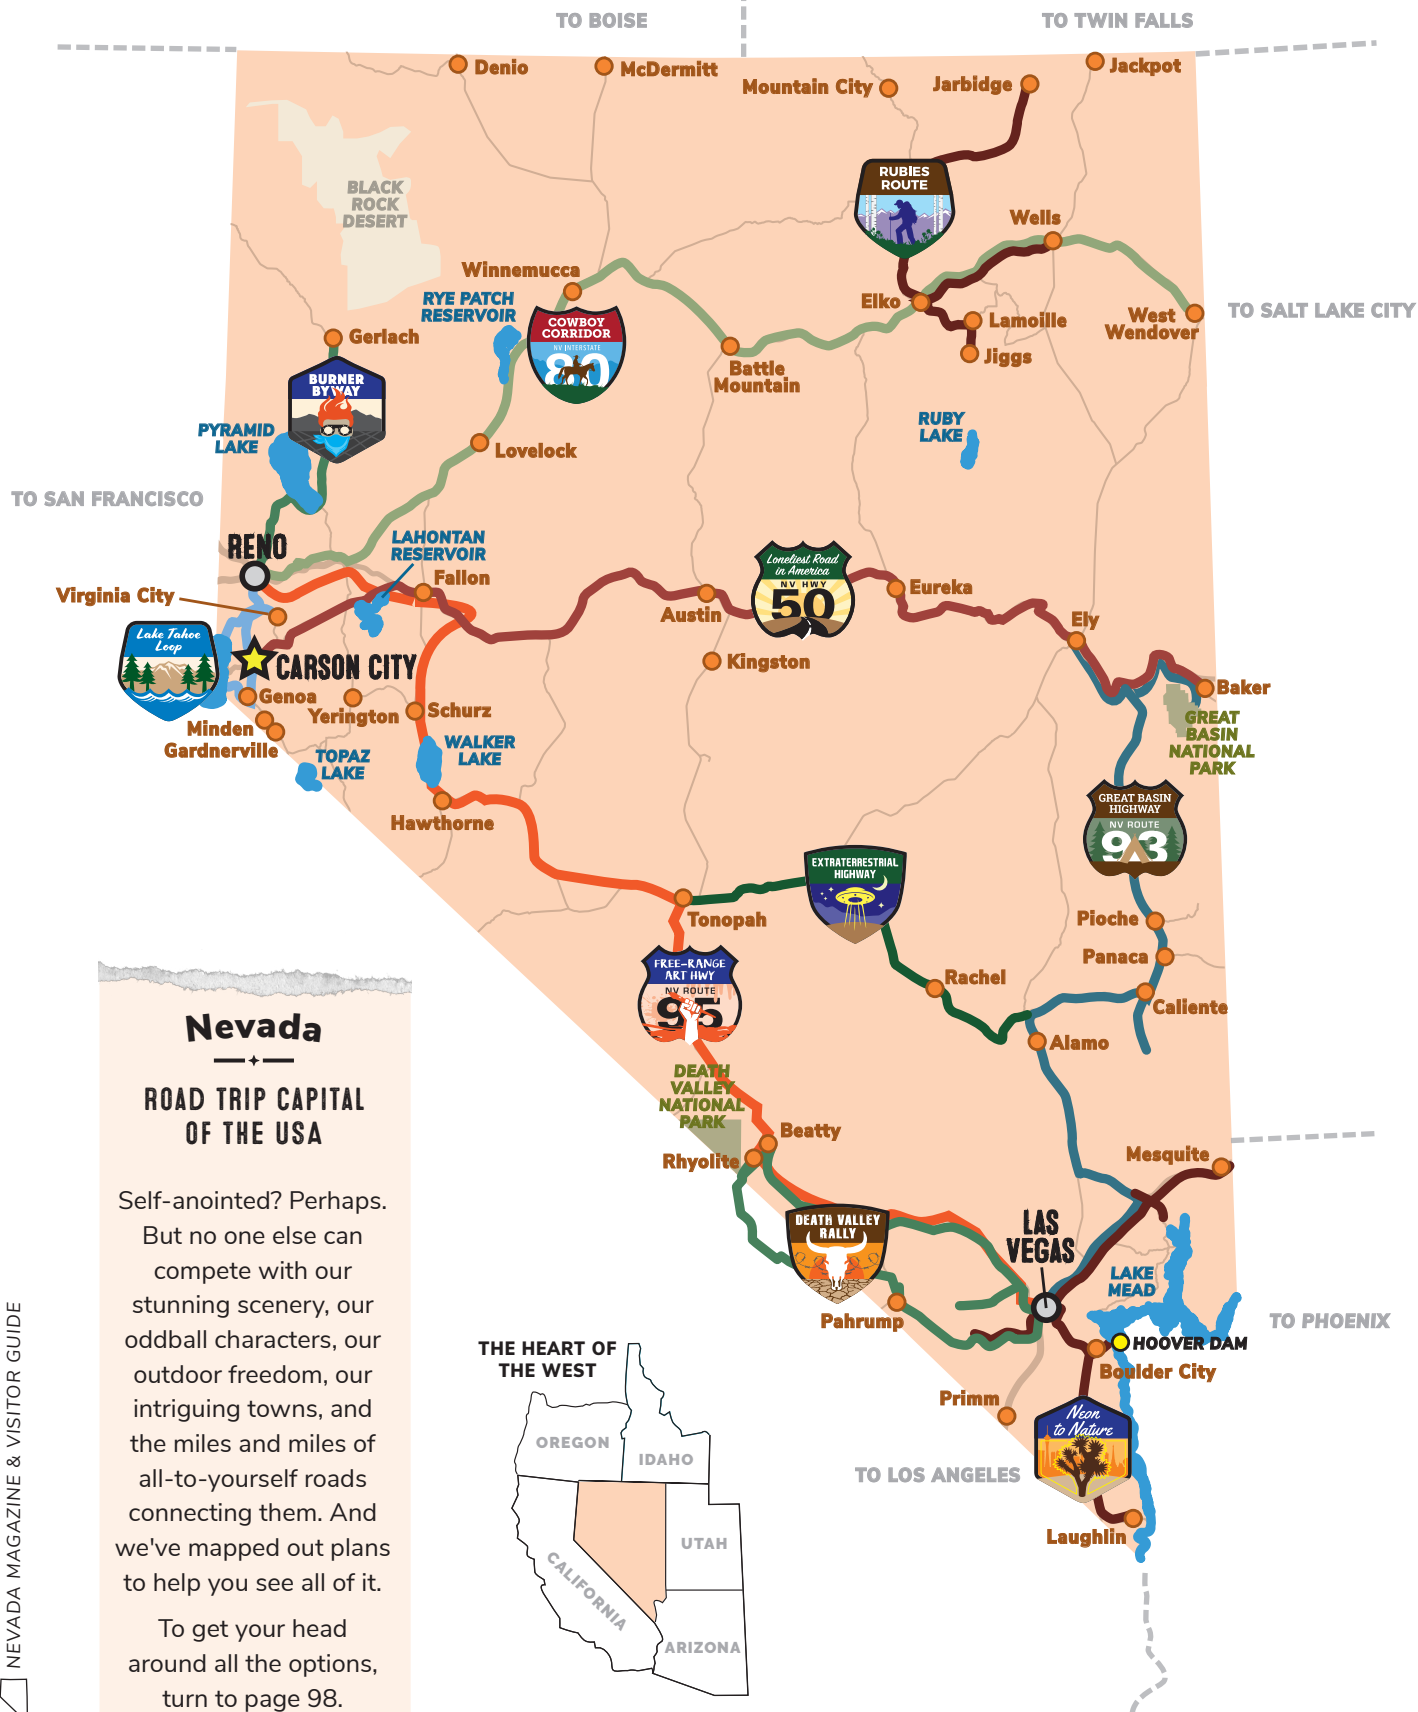 TO BOISE
TO TWIN FALLS
Denio
McDermitt
Mountain City
Jarbidge
Jackpot
BLACK
ROCK
DESERT
RUBIES
ROUTE
Wells
Winnemucca
RYE PATCH
RESERVOIR
COWBOY
CORRIDOR
NV INTERSTATE
80
Elko
Lamoille
Jiggs
West
Wendover
TO SALT LAKE CITY
Gerlach
BURNER
BYWAY
Battle
Mountain
PYRAMID
LAKE
RUBY
LAKE
Lovelock
TO SAN FRANCISCO
RENO
LAHONTAN
RESERVOIR
Fallon
Virginia City
Loneliest Road
in America
NV HWY
50
Austin
Eureka
Ely
Lake Tahoe
Loop
CARSON CITY
Kingston
Genoa
Yerington
Schurz
Baker
Minden
Gardnerville
TOPAZ
LAKE
WALKER
LAKE
GREAT
BASIN
NATIONAL
PARK
Hawthorne
GREAT BASIN
HIGHWAY
NV ROUTE
93
EXTRATERRESTRIAL
HIGHWAY
Tonopah
Pioche
Panaca
FREE-RANGE
ART HWY
NV ROUTE
95
Rachel
Caliente
Alamo
DEATH
VALLEY
NATIONAL
PARK
Beatty
Rhyolite
Mesquite
DEATH VALLEY
RALLY
LAS
VEGAS
LAKE
MEAD
Pahrump
TO PHOENIX
HOOVER DAM
Boulder City
Primm
Neon
to Nature
TO LOS ANGELES
Laughlin
Nevada
ROAD TRIP CAPITAL
OF THE USA
Self-anointed? Perhaps.
But no one else can
compete with our
stunning scenery, our
oddball characters, our
outdoor freedom, our
intriguing towns, and
the miles and miles of
all-to-yourself roads
connecting them. And
we've mapped out plans
to help you see all of it.
To get your head
around all the options,
turn to page 98.
THE HEART OF
THE WEST
OREGON
IDAHO
UTAH
CALIFORNIA
ARIZONA
NEVADA MAGAZINE & VISITOR GUIDE